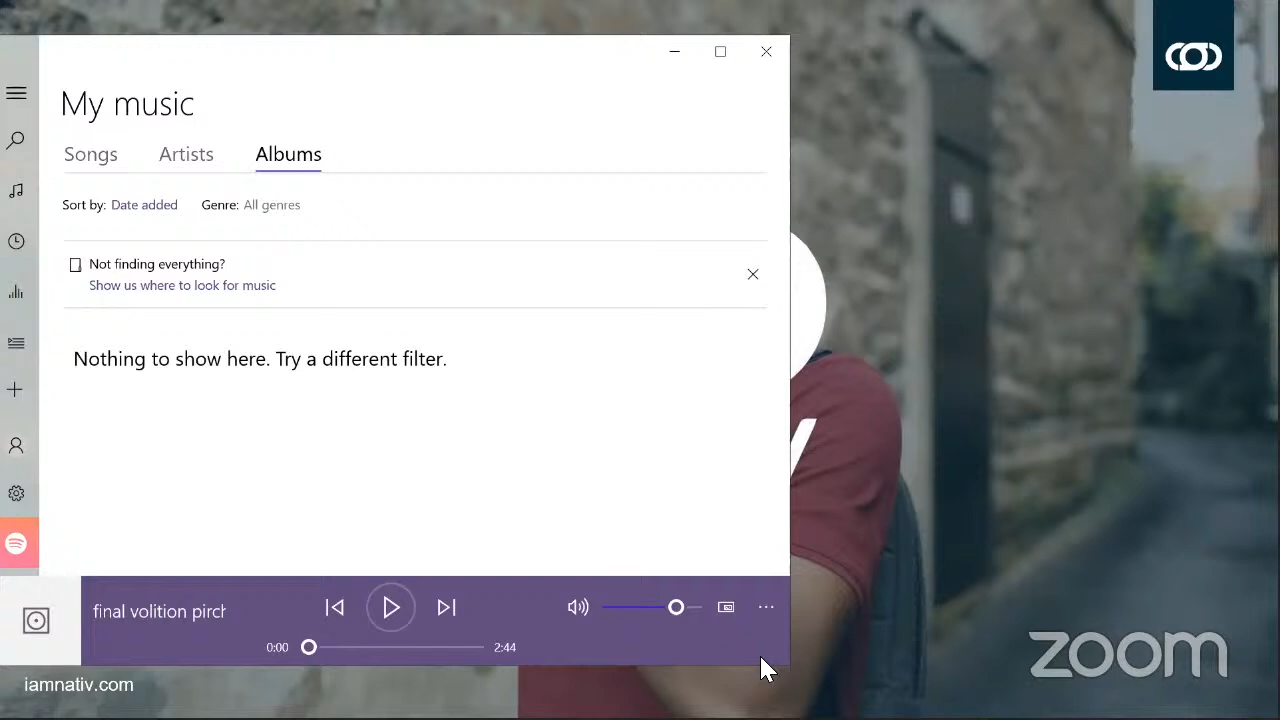 My music
Songs Artists Albums
Sort by: Date added Genre: All genres
Not finding everything?
Show us where to look for music
Nothing to show here. Try a different filter.
final volition pirch
0:00 2:44
iamnativ.com
zoom